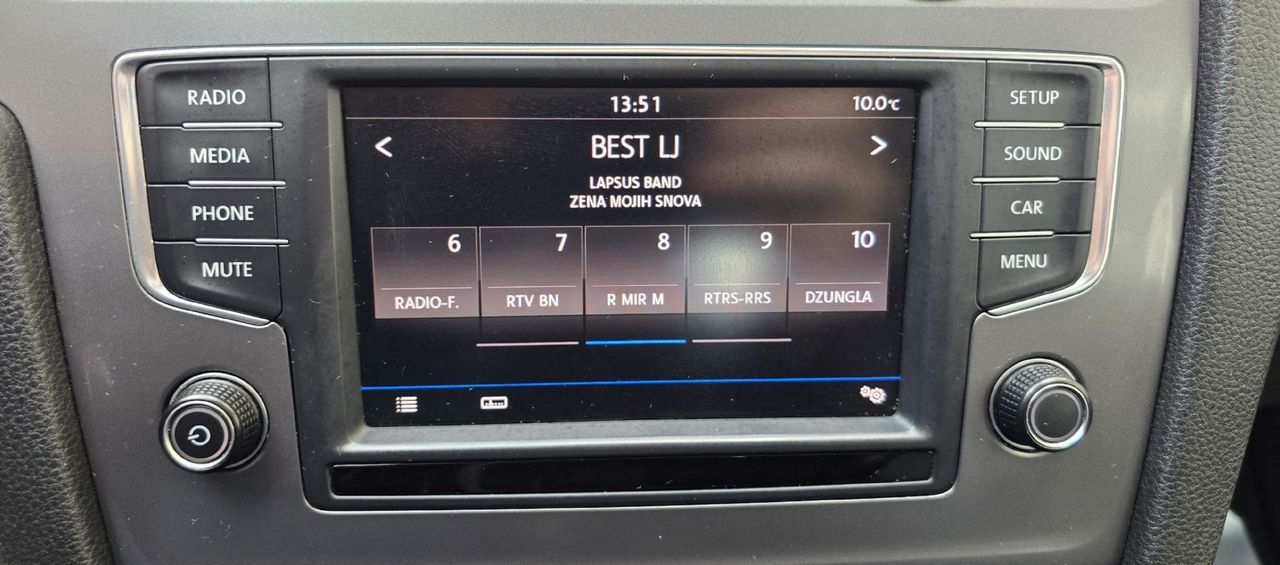 RADIO
MEDIA
PHONE
MUTE
13:51
10.0°C
< BEST LJ >
LAPSUS BAND
ZENA MOJIH SNOVA
6 7 8 9 10
RADIO-F. RTV BN R MIR M RTRS-RRS DZUNGLA
SETUP
SOUND
CAR
MENU